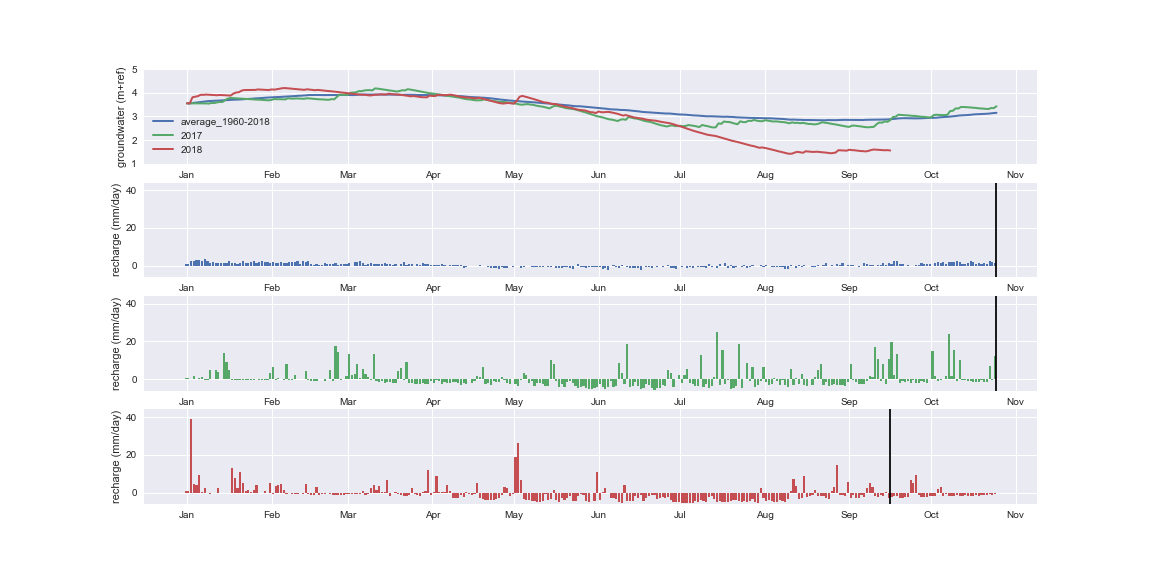 groundwater (m+ref)
5
4
3
2
1
average_1960-2018
2017
2018
Jan Feb Mar Apr May Jun Jul Aug Sep Oct Nov
recharge (mm/day)
40
20
0
Jan Feb Mar Apr May Jun Jul Aug Sep Oct Nov
recharge (mm/day)
40
20
0
Jan Feb Mar Apr May Jun Jul Aug Sep Oct Nov
recharge (mm/day)
40
20
0
Jan Feb Mar Apr May Jun Jul Aug Sep Oct Nov